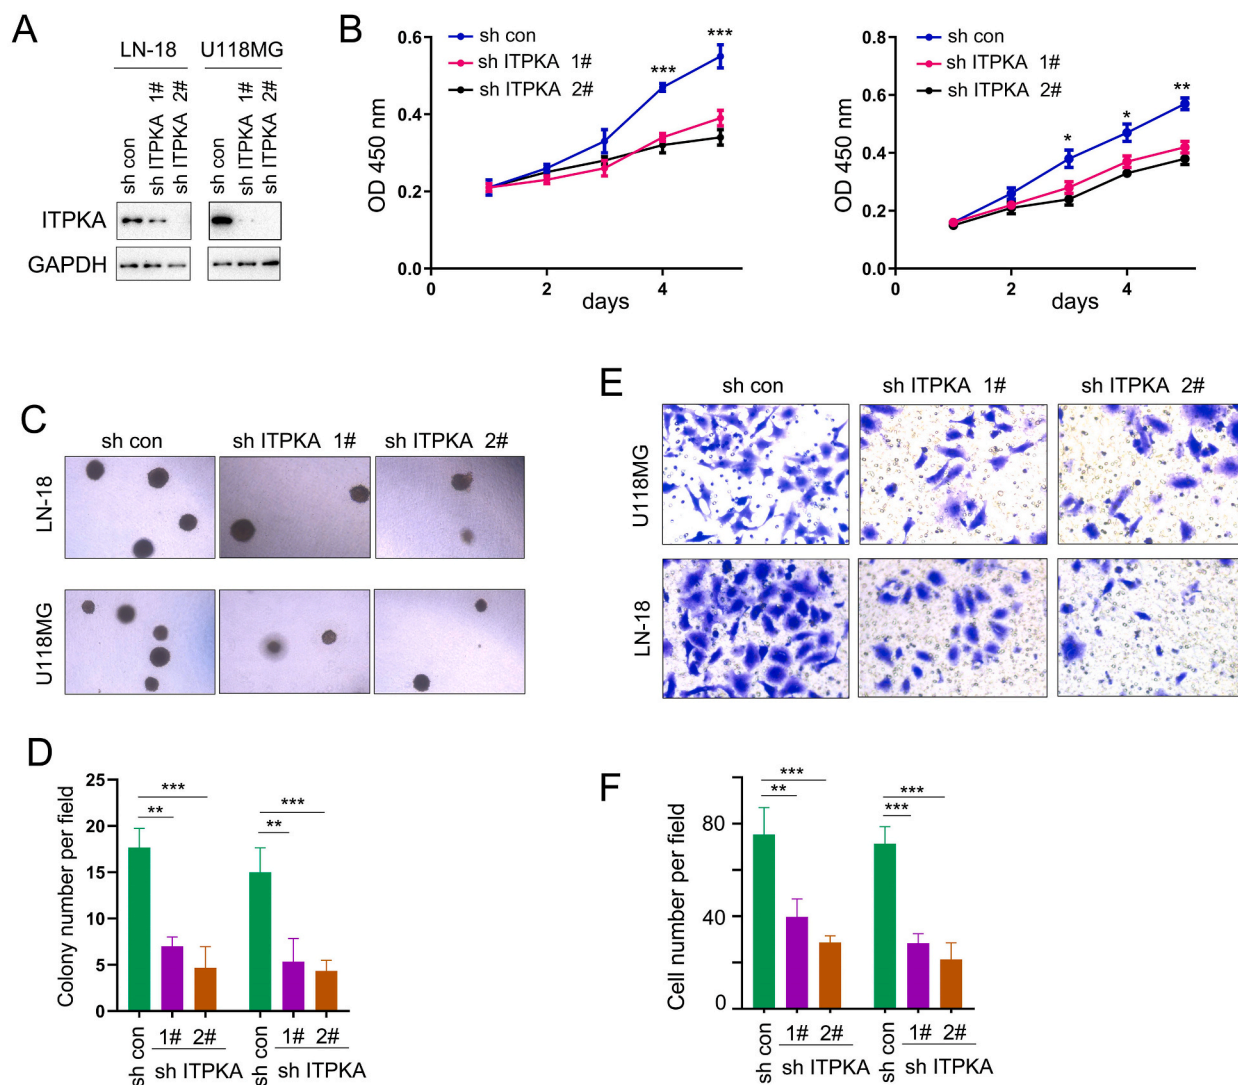 A
LN-18 U118MG
sh con
sh ITPKA 1#
sh ITPKA 2#
sh con
sh ITPKA 1#
sh ITPKA 2#
ITPKA
GAPDH
B
sh con
sh ITPKA 1#
sh ITPKA 2#
*** ***
OD 450 nm
0.6
0.4
0.2
0.0
0 2 4
days
sh con
sh ITPKA 1#
sh ITPKA 2#
* * **
OD 450 nm
0.8
0.6
0.4
0.2
0.0
0 2 4
days
C
sh con sh ITPKA 1# sh ITPKA 2#
LN-18
U118MG
D
Colony number per field
25
20
15
10
5
0
***
**
***
**
sh con 1# 2# sh con 1# 2#
sh ITPKA sh ITPKA
E
sh con sh ITPKA 1# sh ITPKA 2#
U118MG
LN-18
F
Cell number per field
80
40
0
***
**
***
***
sh con 1# 2# sh con 1# 2#
sh ITPKA sh ITPKA